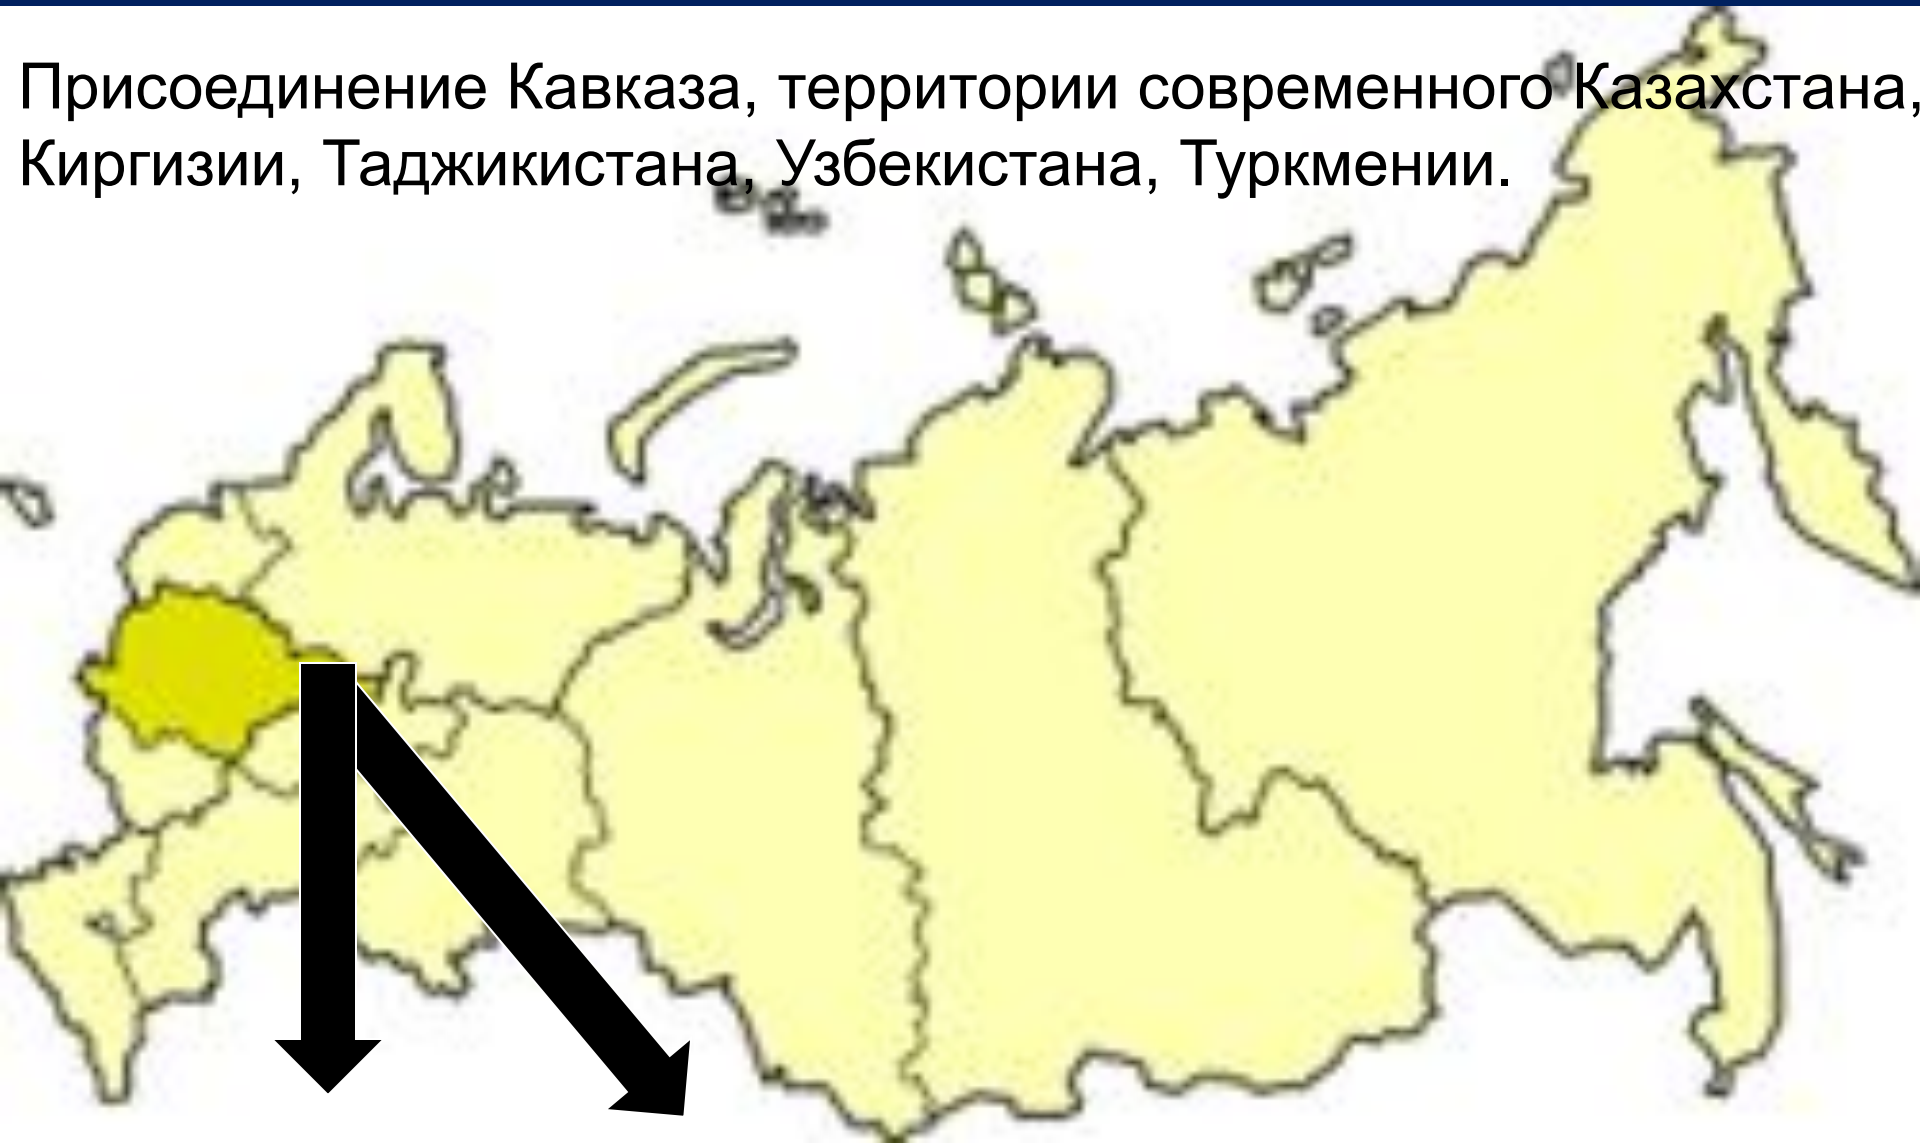 Присоединение Кавказа, территории современного Казахстана,
Киргизии, Таджикистана, Узбекистана, Туркмении.